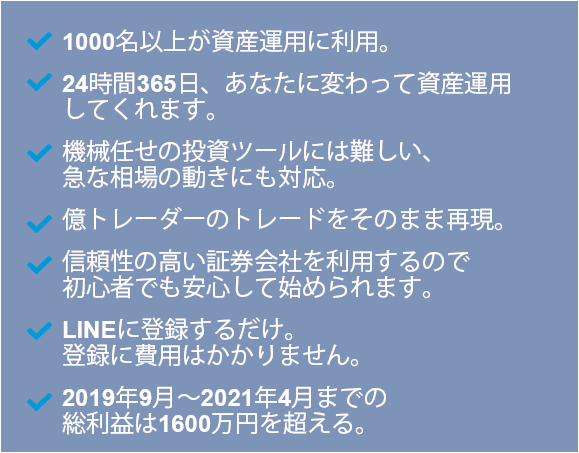 1000名以上が資産運用に利用。
24時間365日、あなたに変わって資産運用
してくれます。
機械任せの投資ツールには難しい、
急な相場の動きにも対応。
億トレーダーのトレードをそのまま再現。
信頼性の高い証券会社を利用するので
初心者でも安心して始められます。
LINEに登録するだけ。
登録に費用はかかりません。
2019年9月〜2021年4月までの
総利益は1600万円を超える。